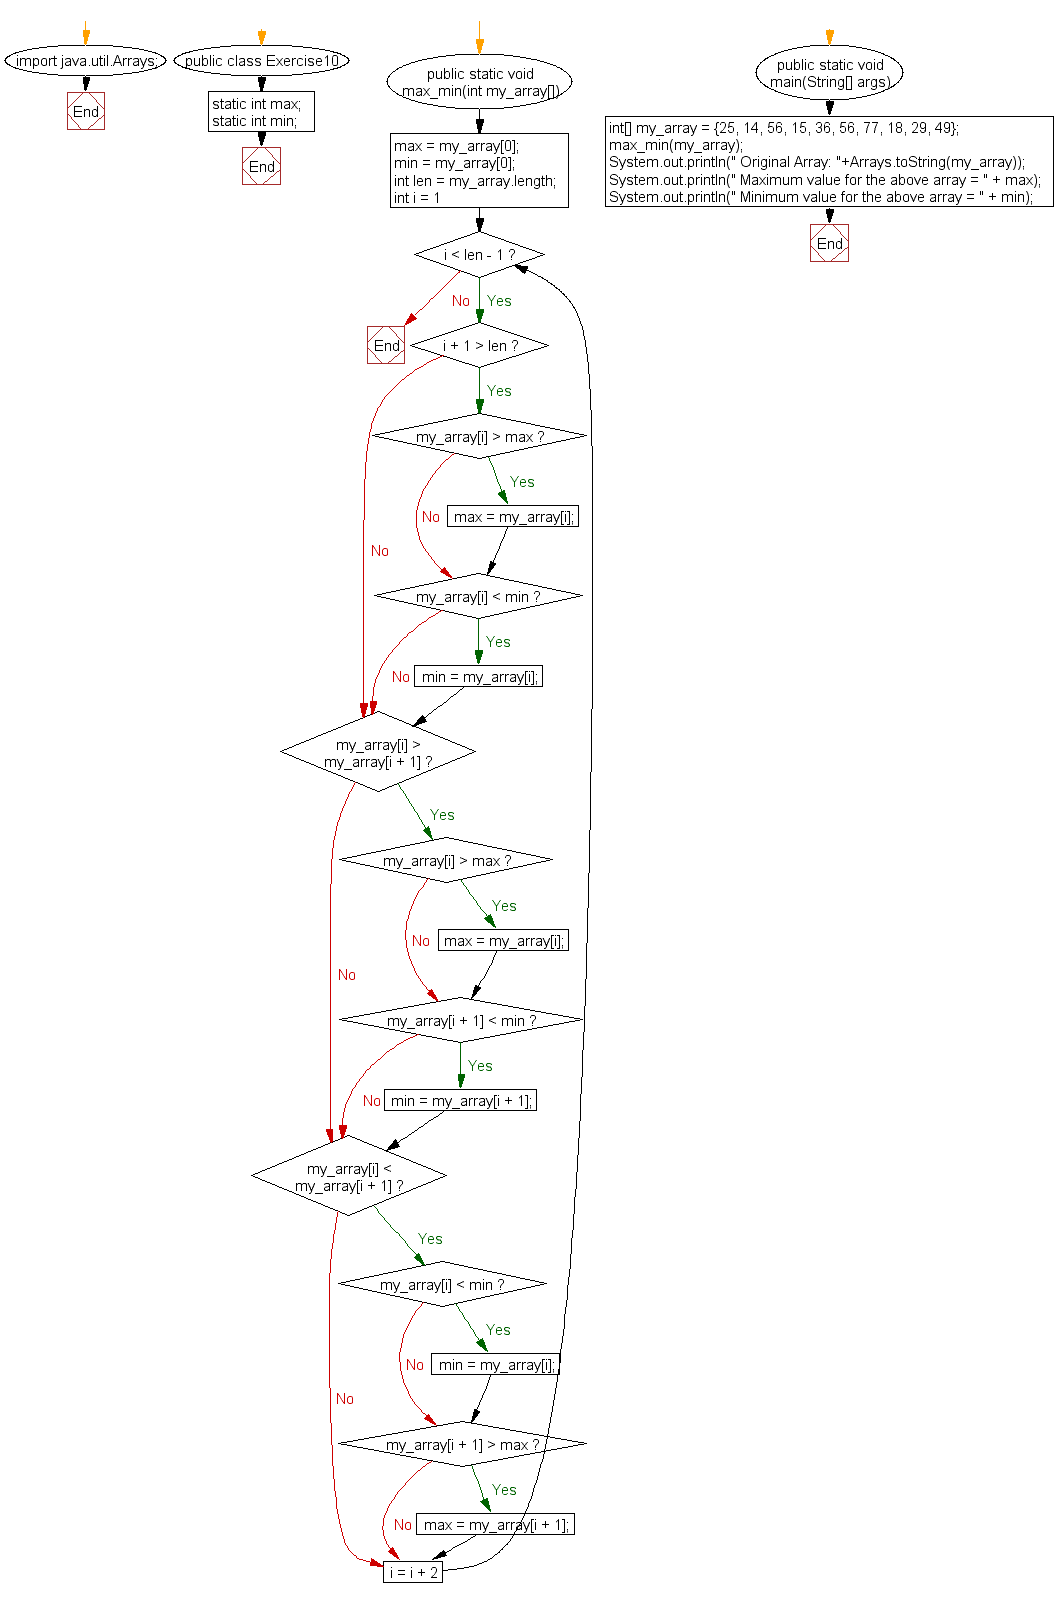 import java.util.Arrays;
End
public class Exercise10
static int max;
static int min;
End
public static void
max_min(int my_array[])
max = my_array[0];
min = my_array[0];
int len = my_array.length;
int i = 1
i < len - 1 ?
No
Yes
End
i + 1 > len ?
Yes
No
my_array[i] > max ?
Yes
No
max = my_array[i];
my_array[i] < min ?
Yes
No
min = my_array[i];
my_array[i] >
my_array[i + 1] ?
Yes
No
my_array[i] > max ?
Yes
No
max = my_array[i];
my_array[i + 1] < min ?
Yes
No
min = my_array[i + 1];
my_array[i] <
my_array[i + 1] ?
Yes
No
my_array[i] < min ?
Yes
No
min = my_array[i];
my_array[i + 1] > max ?
Yes
No
max = my_array[i + 1];
i = i + 2
public static void
main(String[] args)
int[] my_array = {25, 14, 56, 15, 36, 56, 77, 18, 29, 49};
max_min(my_array);
System.out.println(" Original Array: "+Arrays.toString(my_array));
System.out.println(" Maximum value for the above array = " + max);
System.out.println(" Minimum value for the above array = " + min);
End